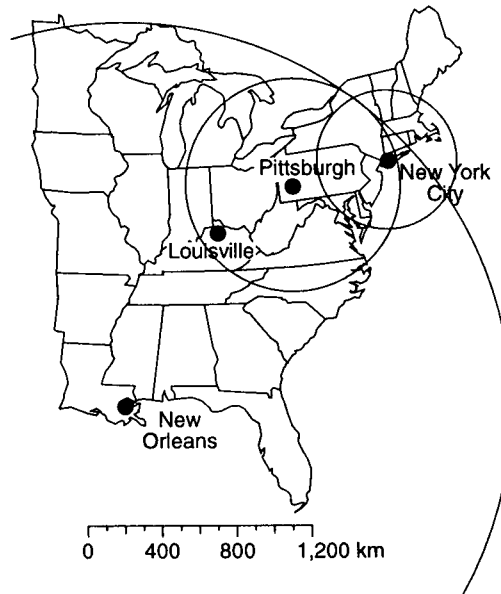 Pittsburgh
New York
City
Louisville
New
Orleans
0 400 800 1,200 km